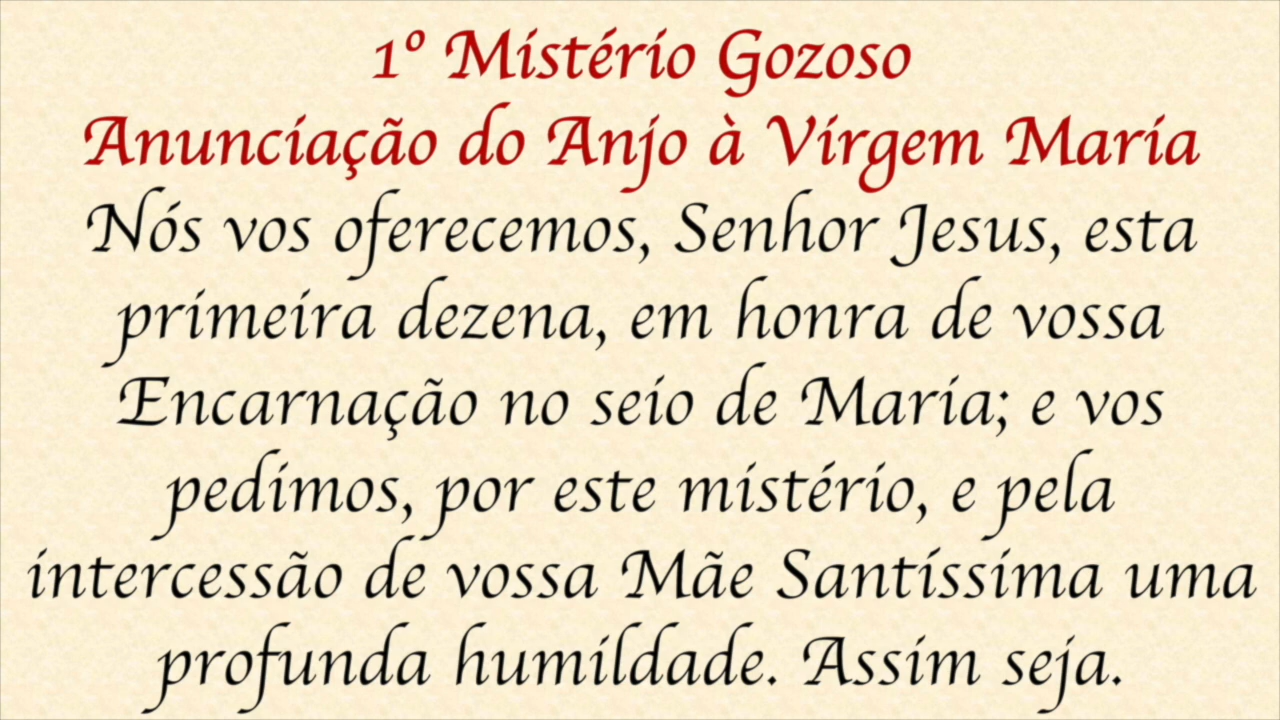 1º Mistério Gozoso
Anunciação do Anjo à Virgem Maria
Nós vos oferecemos, Senhor Jesus, esta
primeira dezena, em honra de vossa
Encarnação no seio de Maria; e vos
pedimos, por este mistério, e pela
intercessão de vossa Mãe Santíssima uma
profunda humildade. Assim seja.